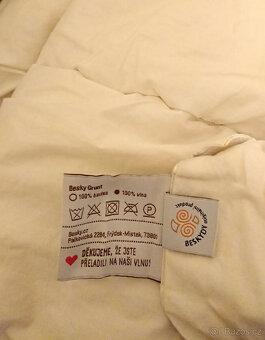 Besky Grunt
100% bavlna 100% vlna
Besky.cz
Palkovická 2284, Frýdek-Místek, 73801
DĚKUJEME, ŽE JSTE
PŘELADILI NA NAŠI VLNU!
BESKYDY